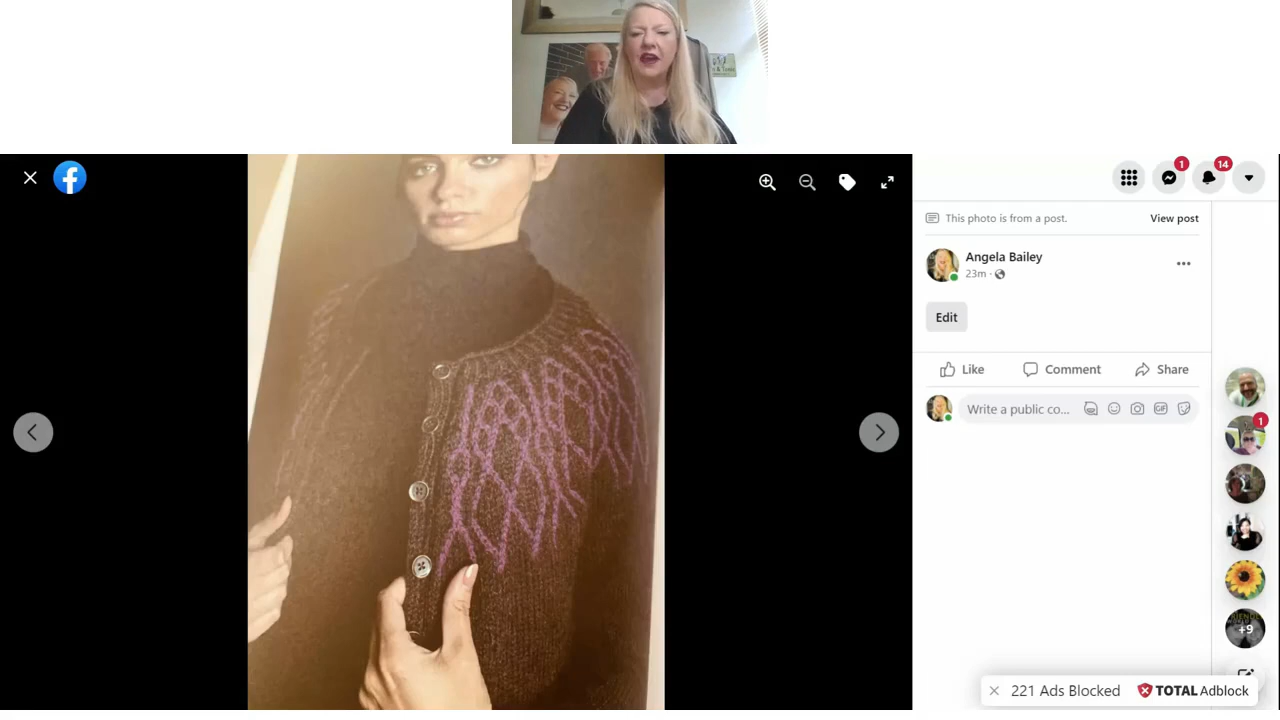 This photo is from a post.
View post
Angela Bailey
23m
Edit
Like
Comment
Share
Write a public co...
1
14
1
+9
221 Ads Blocked
TOTAL Adblock